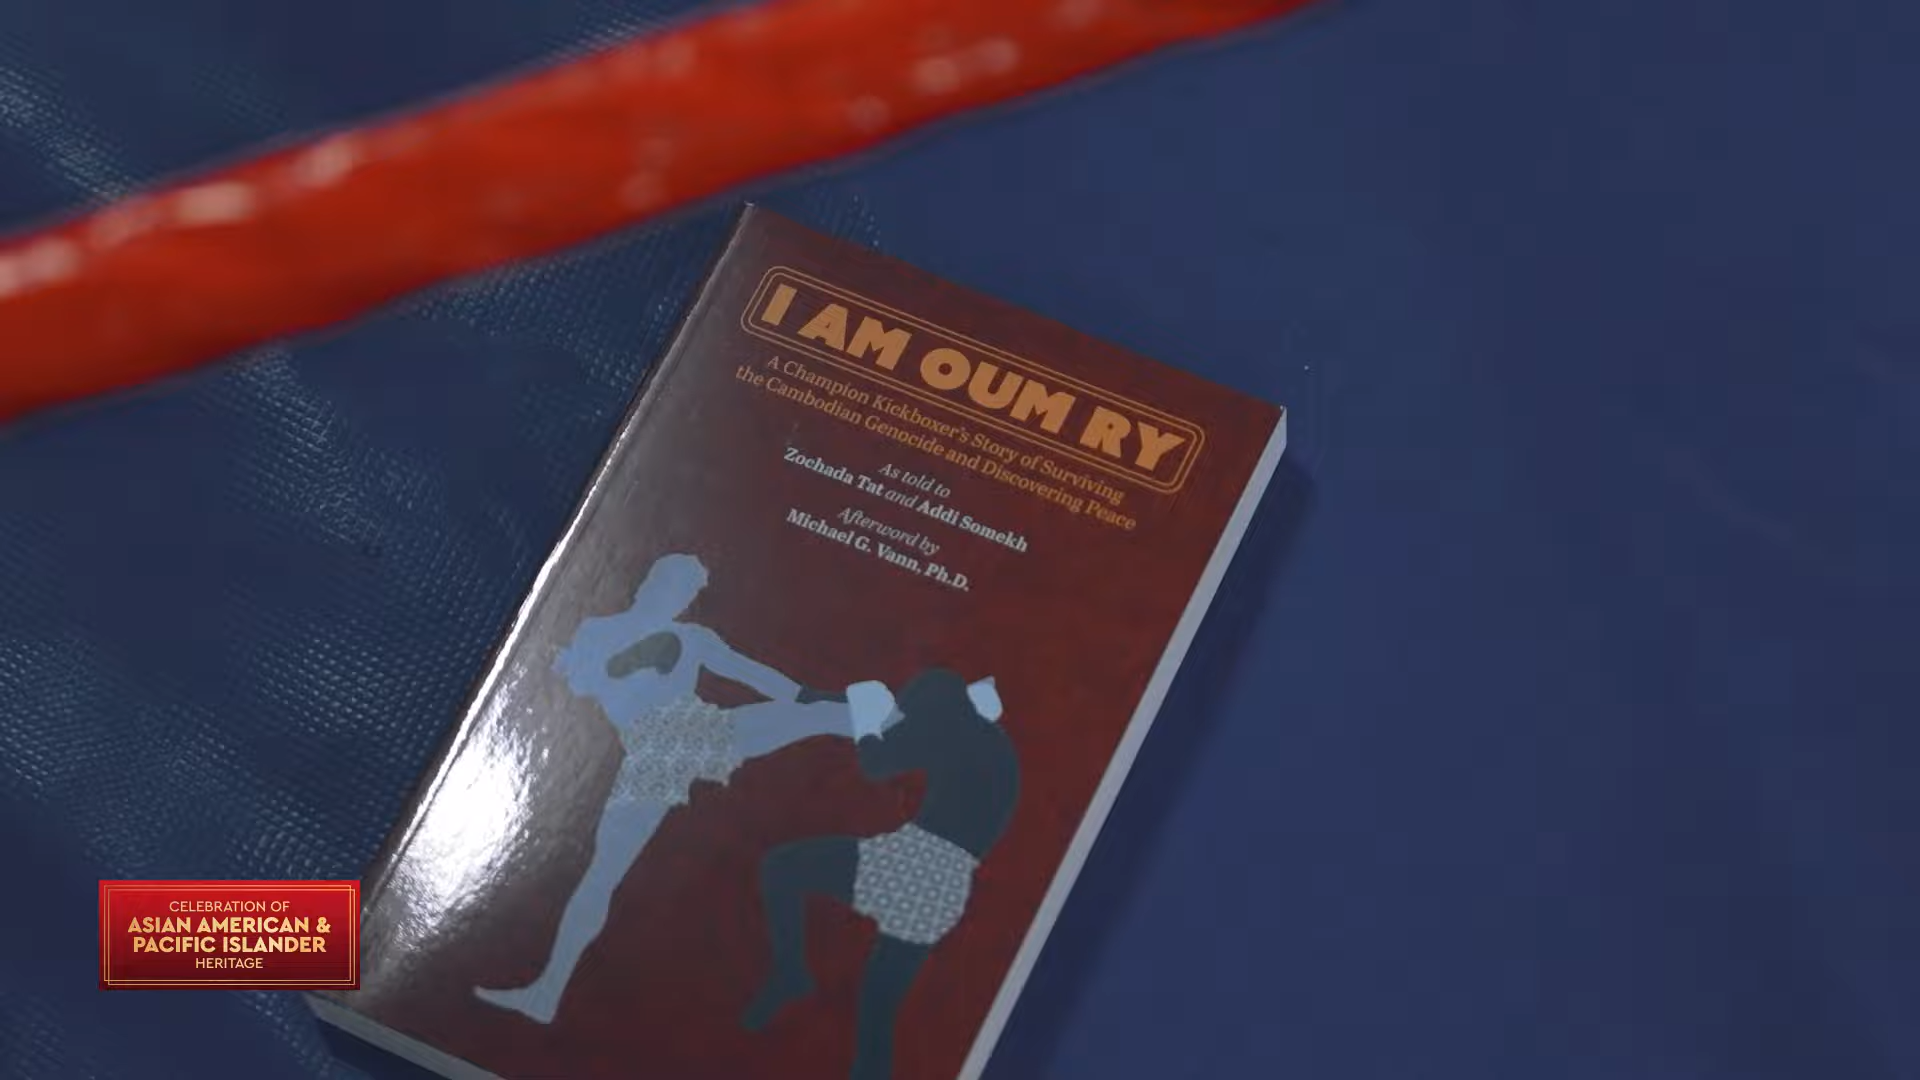 I AM OUM RY
A Champion Kickboxer's Story of Surviving
the Cambodian Genocide and Discovering Peace
As told to
Zochada Tat and Addi Somekh
Afterword by
Michael G. Vann, Ph.D.
CELEBRATION OF
ASIAN AMERICAN &
PACIFIC ISLANDER
HERITAGE